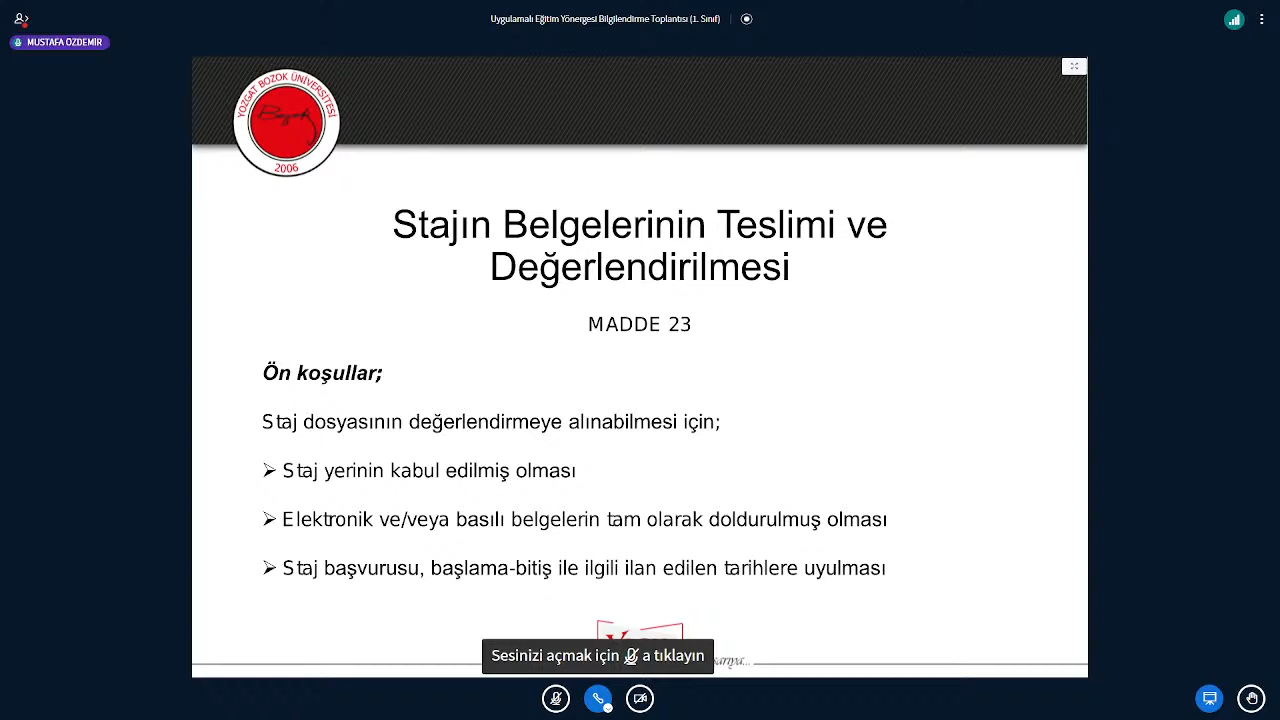 Uygulamalı Eğitim Yönergesi Bilgilendirme Toplantısı (1. Sınıf)
MUSTAFA ÖZDEMİR
YOZGAT BOZOK ÜNİVERSİTESİ
Bozok
2006
Stajın Belgelerinin Teslimi ve
Değerlendirilmesi
MADDE 23
Ön koşullar;
Staj dosyasının değerlendirmeye alınabilmesi için;
➢ Staj yerinin kabul edilmiş olması
➢ Elektronik ve/veya basılı belgelerin tam olarak doldurulmuş olması
➢ Staj başvurusu, başlama-bitiş ile ilgili ilan edilen tarihlere uyulması
Sesinizi açmak için a tıklayın